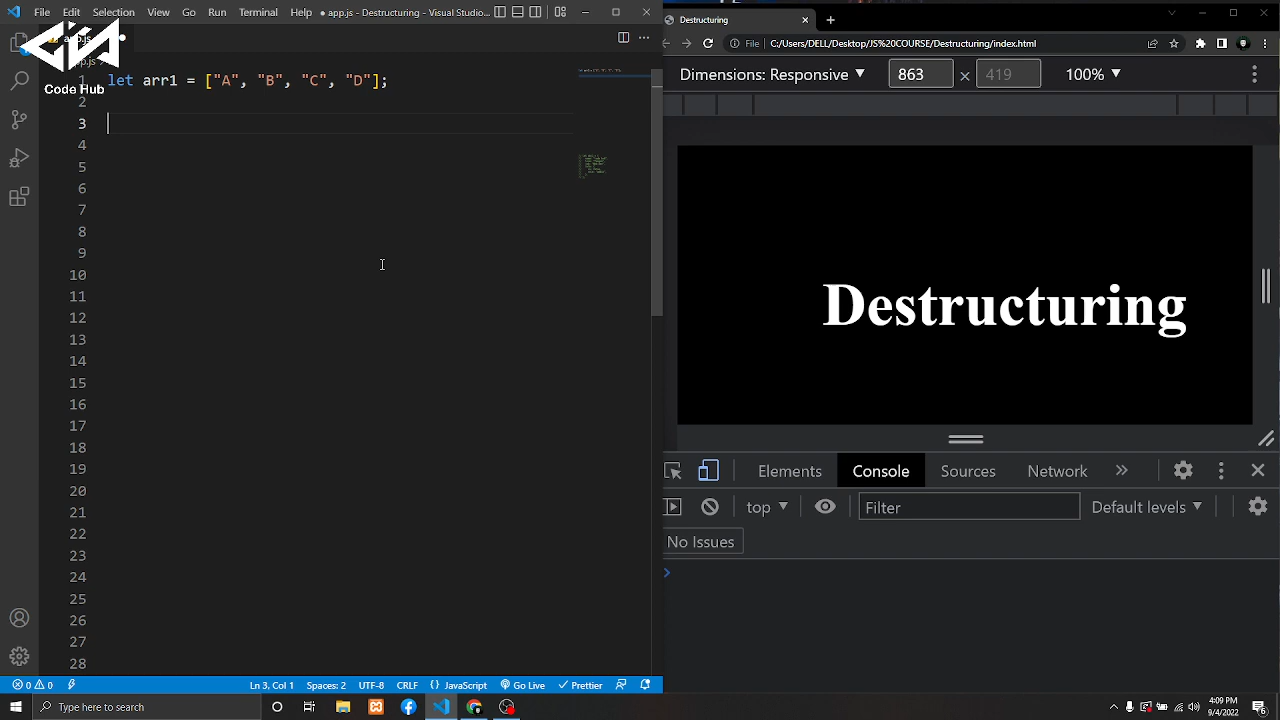 File Edit Selection View Go Run Terminal Help ● app.js - Destructuring - Visual Studio...
Code Hub
1 let arr1 = ["A", "B", "C", "D"];
2
3
4
5
6
7
8
9
10
11
12
13
14
15
16
17
18
19
20
21
22
23
24
25
26
27
28
0 0 Ln 3, Col 1 Spaces: 2 UTF-8 CRLF {} JavaScript Go Live Prettier
Destructuring
File C:/Users/DELL/Desktop/JS%20COURSE/Destructuring/index.html
Dimensions: Responsive 863 × 419 100%
Destructuring
Elements Console Sources Network
top Filter Default levels
No Issues
Type here to search
4:09 PM
9/4/2022